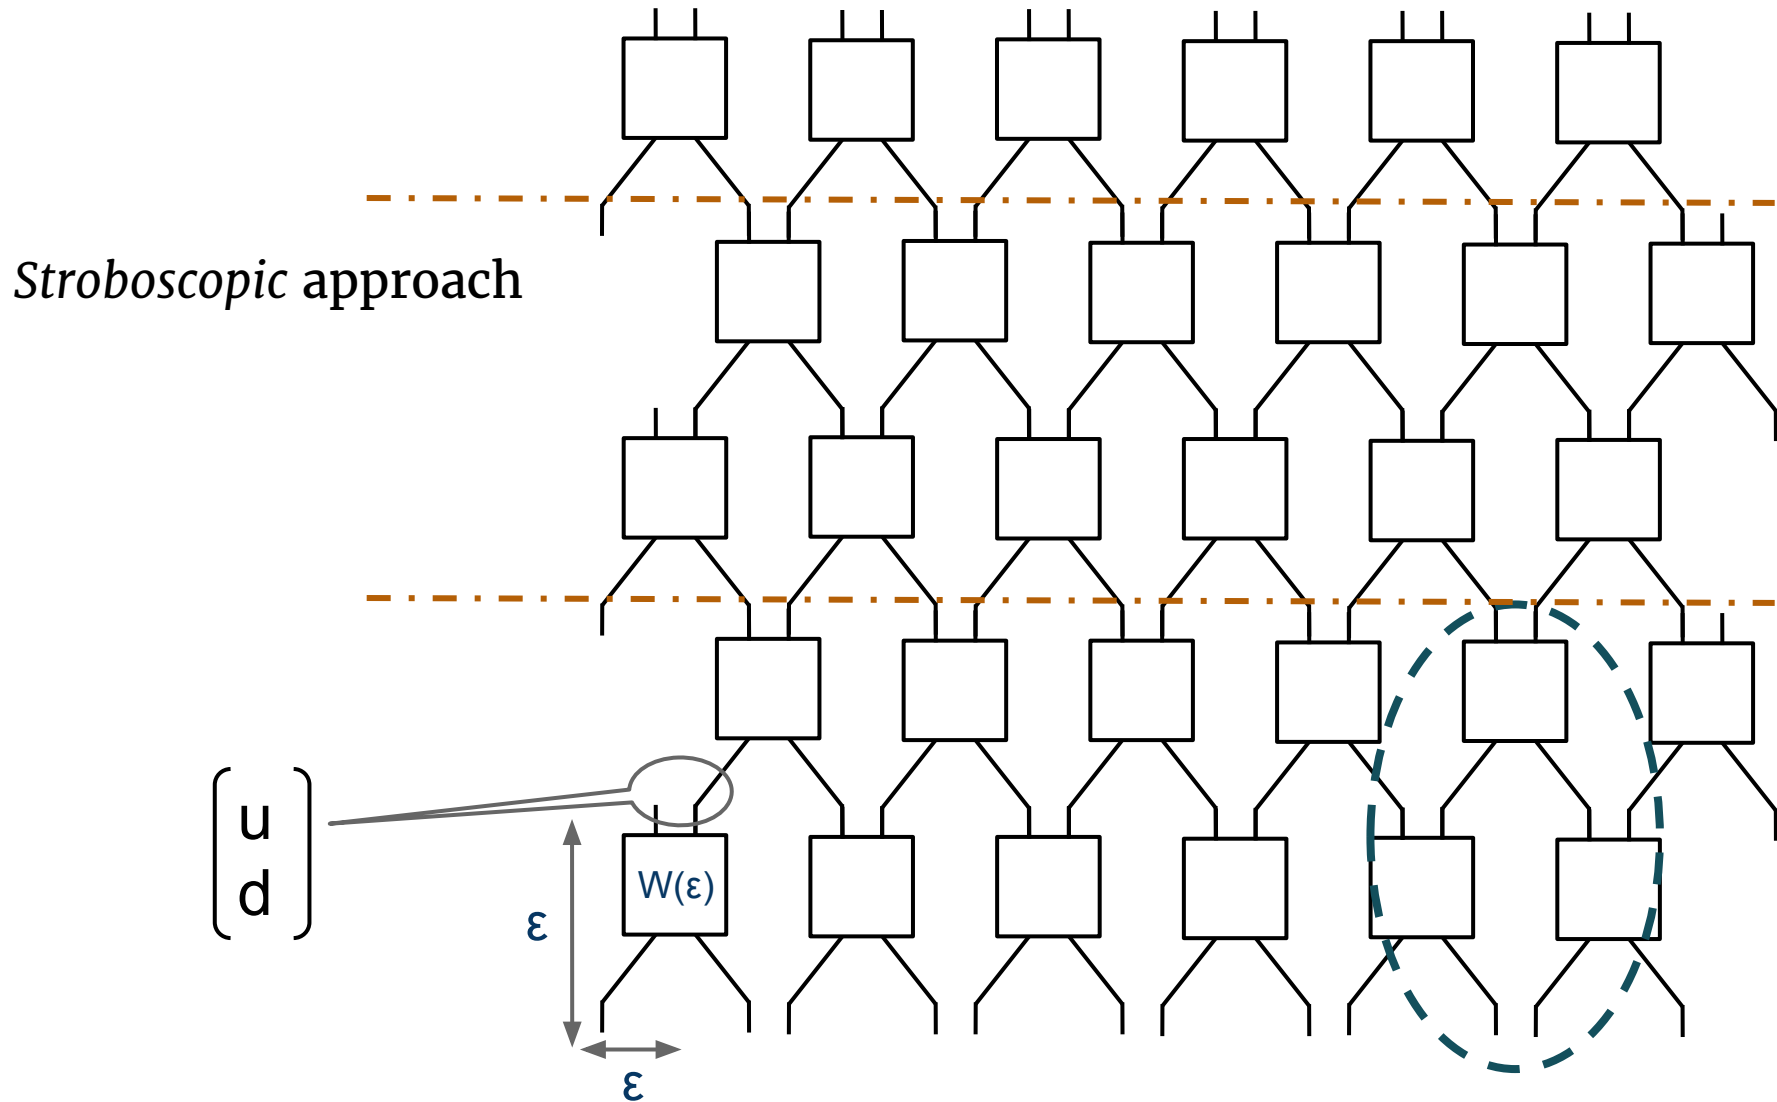 Stroboscopic approach
u
d
W(ε)
ε
ε